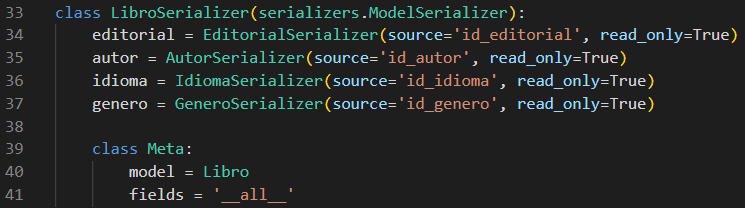 33 class LibroSerializer(serializers.ModelSerializer):
34     editorial = EditorialSerializer(source='id_editorial', read_only=True)
35     autor = AutorSerializer(source='id_autor', read_only=True)
36     idioma = IdiomaSerializer(source='id_idioma', read_only=True)
37     genero = GeneroSerializer(source='id_genero', read_only=True)
38
39     class Meta:
40         model = Libro
41         fields = '__all__'